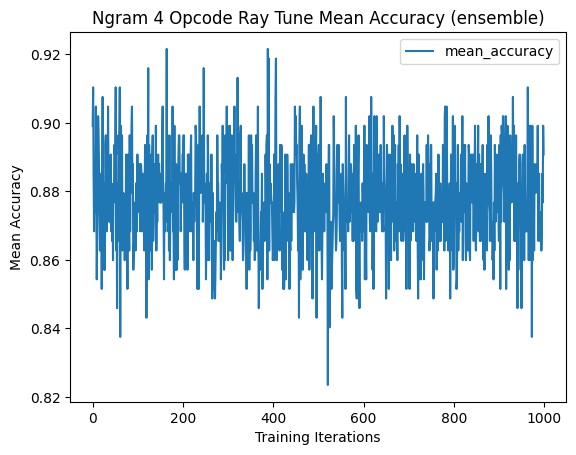 Ngram 4 Opcode Ray Tune Mean Accuracy (ensemble)
mean_accuracy
0.92
0.90
0.88
0.86
0.84
0.82
Mean Accuracy
0 200 400 600 800 1000
Training Iterations